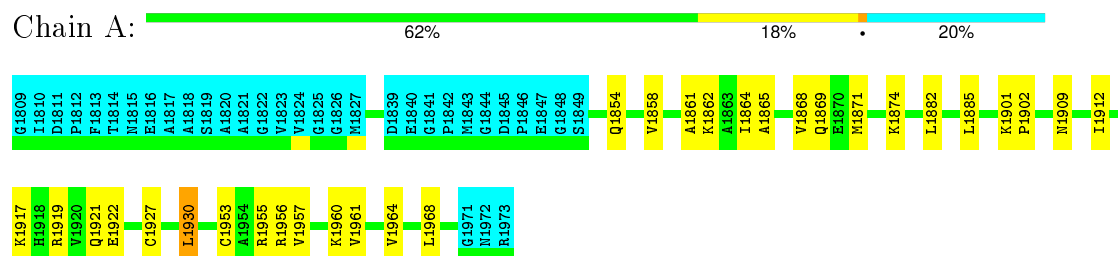 Chain A:
62% 18% • 20%
G1809 I1810 D1811 P1812 F1813 T1814 N1815 E1816 A1817 A1818 S1819 A1820 A1821 G1822 V1823 V1824 G1825 G1826 M1827 D1839 E1840 G1841 P1842 M1843 G1844 D1845 P1846 E1847 G1848 S1849 Q1854 V1858 A1861 K1862 A1863 I1864 A1865 V1868 Q1869 E1870 M1871 K1874 L1882 L1885 K1901 P1902 N1909 I1912
K1917 H1918 R1919 V1920 Q1921 E1922 C1927 L1930 C1953 A1954 R1955 R1956 V1957 K1960 V1961 V1964 L1968 G1971 N1972 R1973